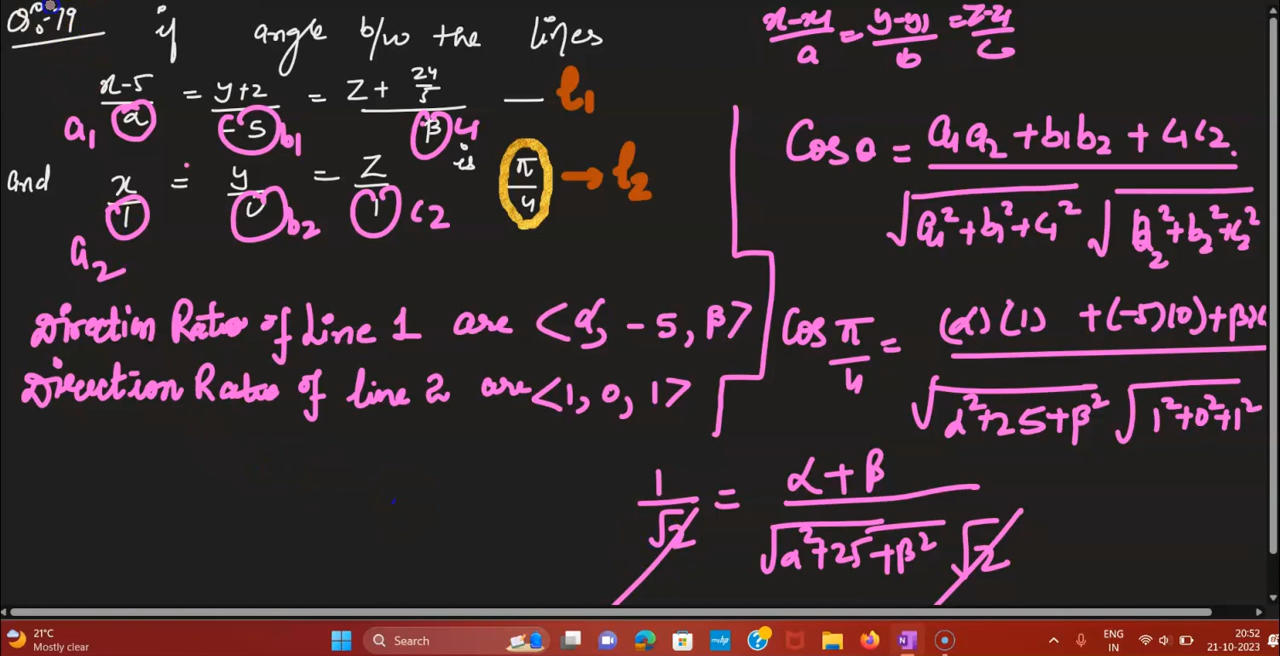 Q:-79 if angle b/w the lines
x-5/α = y+2/-5 = z+ 24/5 / β — l1
a1 b1 c1
and x/1 = y/0 = z/1 is π/4 → l2
a2 b2 c2
Direction Ratio of Line 1 are <α, -5, β>
Direction Ratio of line 2 are <1, 0, 1>
x-x1/a = y-y1/b = z-z1/c
Cos θ = a1a2 + b1b2 + c1c2 / √a1²+b1²+c1² √a2²+b2²+c2²
Cos π/4 = (α)(1) + (-5)(0) + β×( / √α²+25+β² √1²+0²+1²
1/√2 = α+β / √α²+25+β² √2
21°C
Mostly clear
Search
ENG
IN
20:52
21-10-2023